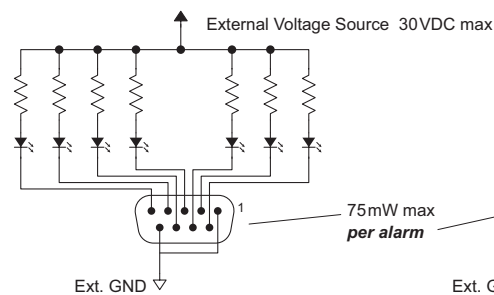 External Voltage Source 30VDC max
1
75mW max
per alarm
Ext. GND
Ext. G